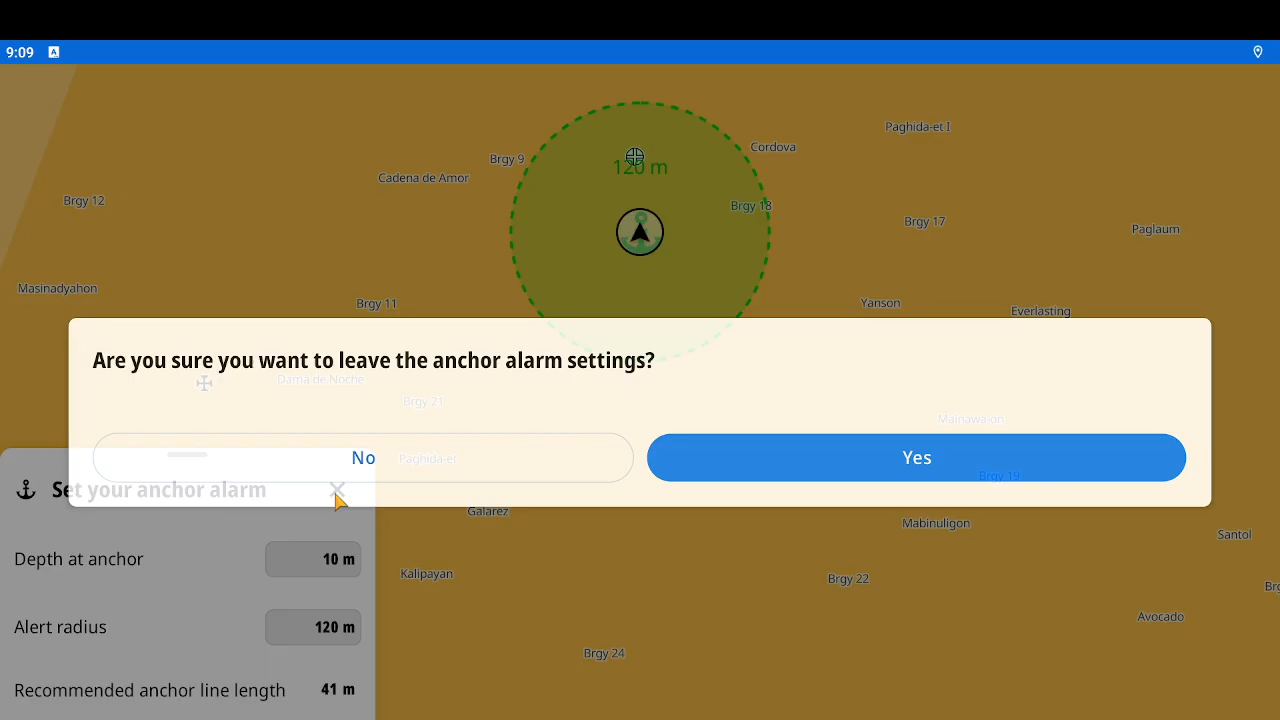 9:09
A
Paghida-et I
Cordova
Brgy 9
120 m
Cadena de Amor
Brgy 12
Brgy 18
Brgy 17
Paglaum
Masinadyahon
Brgy 11
Yanson
Everlasting
Are you sure you want to leave the anchor alarm settings?
Dama de Noche
Brgy 21
Mainawa-on
No
Paghida-et
Yes
Brgy 19
Set your anchor alarm
Galarez
Mabinuligon
Santol
Depth at anchor 10 m
Kalipayan
Brgy 22
Avocado
Alert radius 120 m
Brgy 24
Recommended anchor line length 41 m